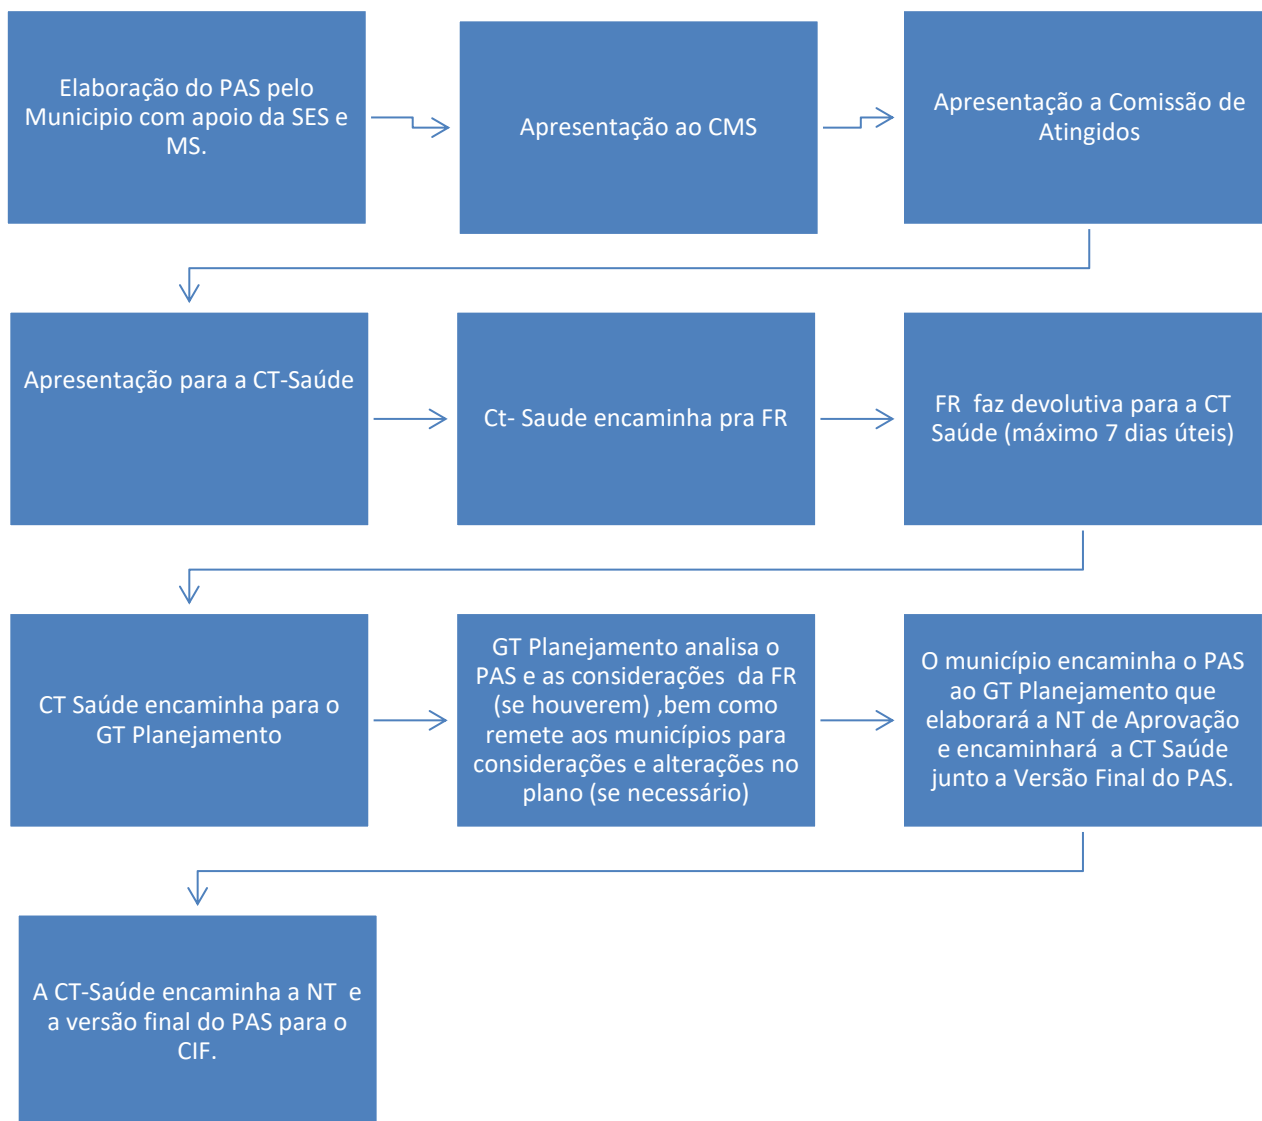 Elaboração do PAS pelo
Municipio com apoio da SES e
MS.
Apresentação ao CMS
Apresentação a Comissão de
Atingidos
Apresentação para a CT-Saúde
Ct- Saude encaminha pra FR
FR  faz devolutiva para a CT
Saúde (máximo 7 dias úteis)
CT Saúde encaminha para o
GT Planejamento
GT Planejamento analisa o
PAS e as considerações  da FR
(se houverem) ,bem como
remete aos municípios para
considerações e alterações no
plano (se necessário)
O município encaminha o PAS
ao GT Planejamento que
elaborará a NT de Aprovação
e encaminhará  a CT Saúde
junto a Versão Final do PAS.
A CT-Saúde encaminha a NT  e
a versão final do PAS para o
CIF.